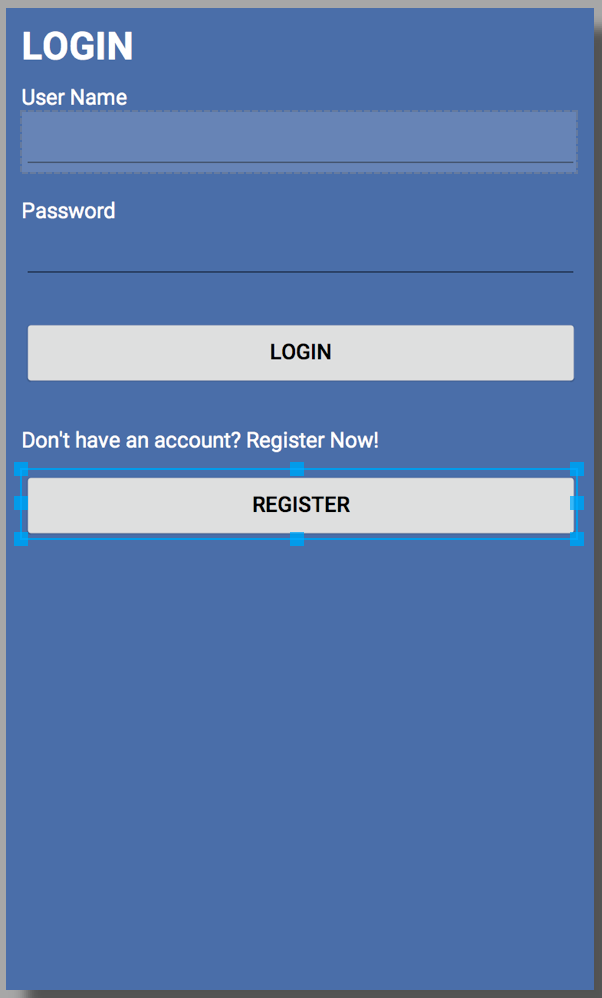 LOGIN
User Name
Password
LOGIN
Don't have an account? Register Now!
REGISTER